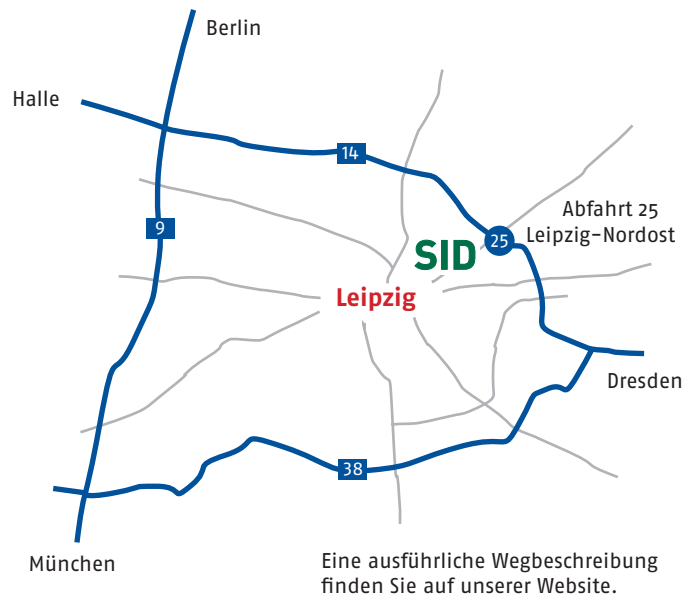 Berlin
Halle
14
9
Abfahrt 25
Leipzig-Nordost
25
SID
Leipzig
Dresden
38
München
Eine ausführliche Wegbeschreibung
finden Sie auf unserer Website.